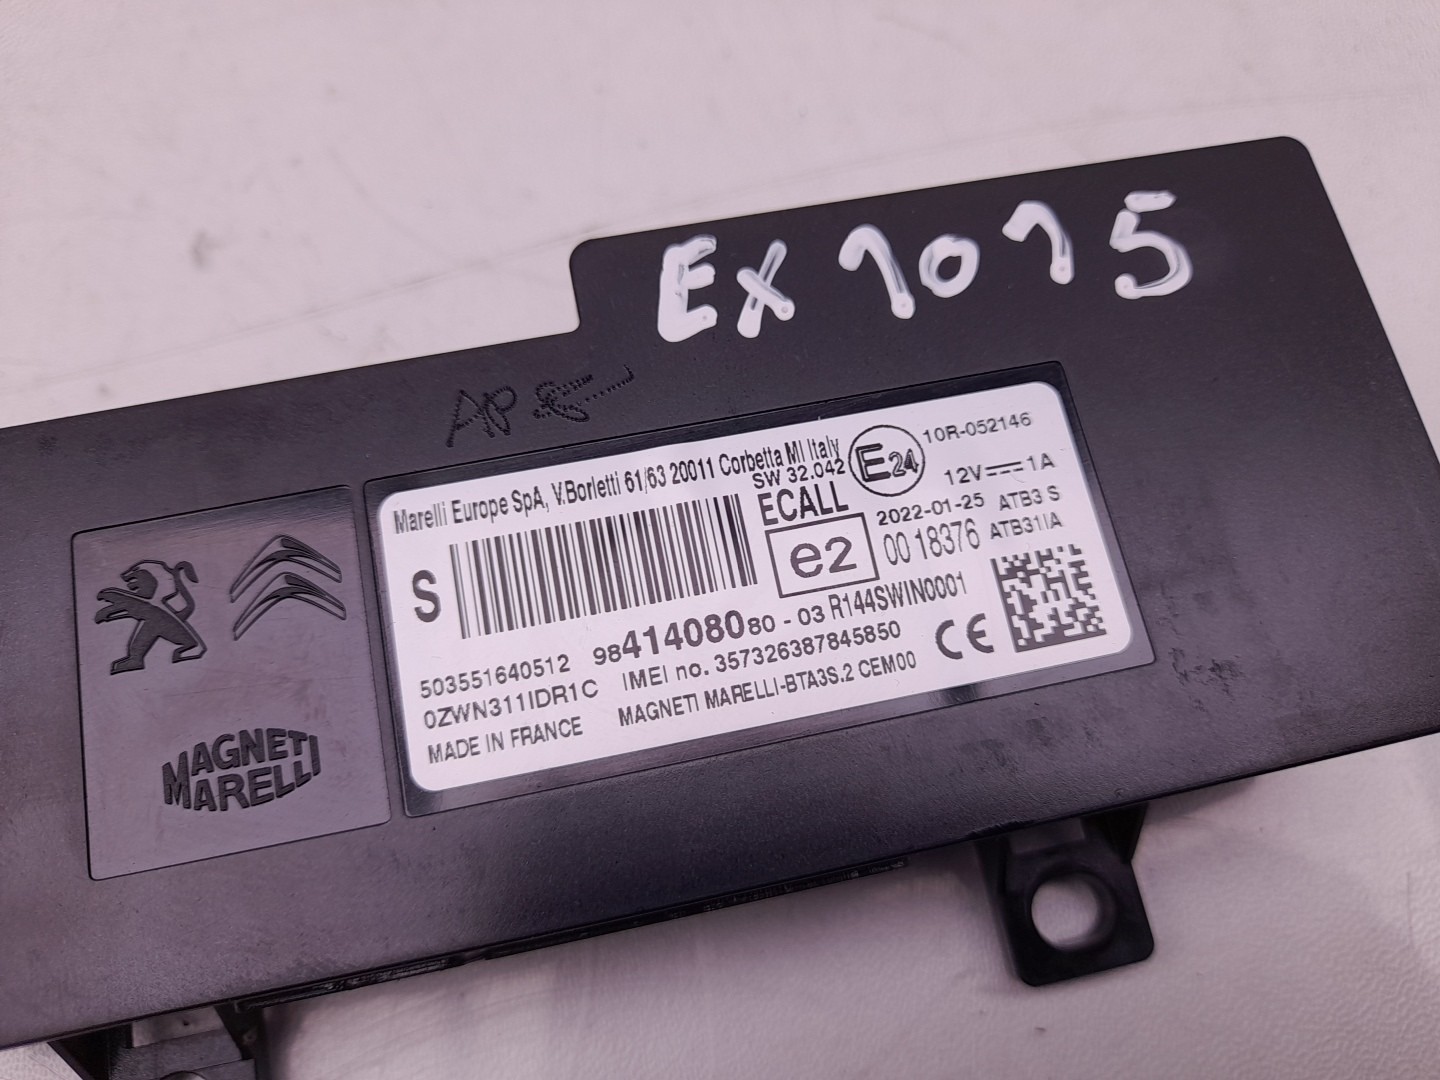 EX1015
AP
Marelli Europe SpA, V.Borletti 61/63 20011 Corbetta MI Italy
SW 32.042
E24
10R-052146
12V 1A
S
ECALL
2022-01-25 ATB3 S
e2
00 18376 ATB31IA
503551640512
9841408080 - 03 R144SWIN0001
0ZWN311IDR1C
IMEI no. 357326387845850
CE
MADE IN FRANCE
MAGNETI MARELLI-BTA3S.2 CEM00
MAGNETI
MARELLI